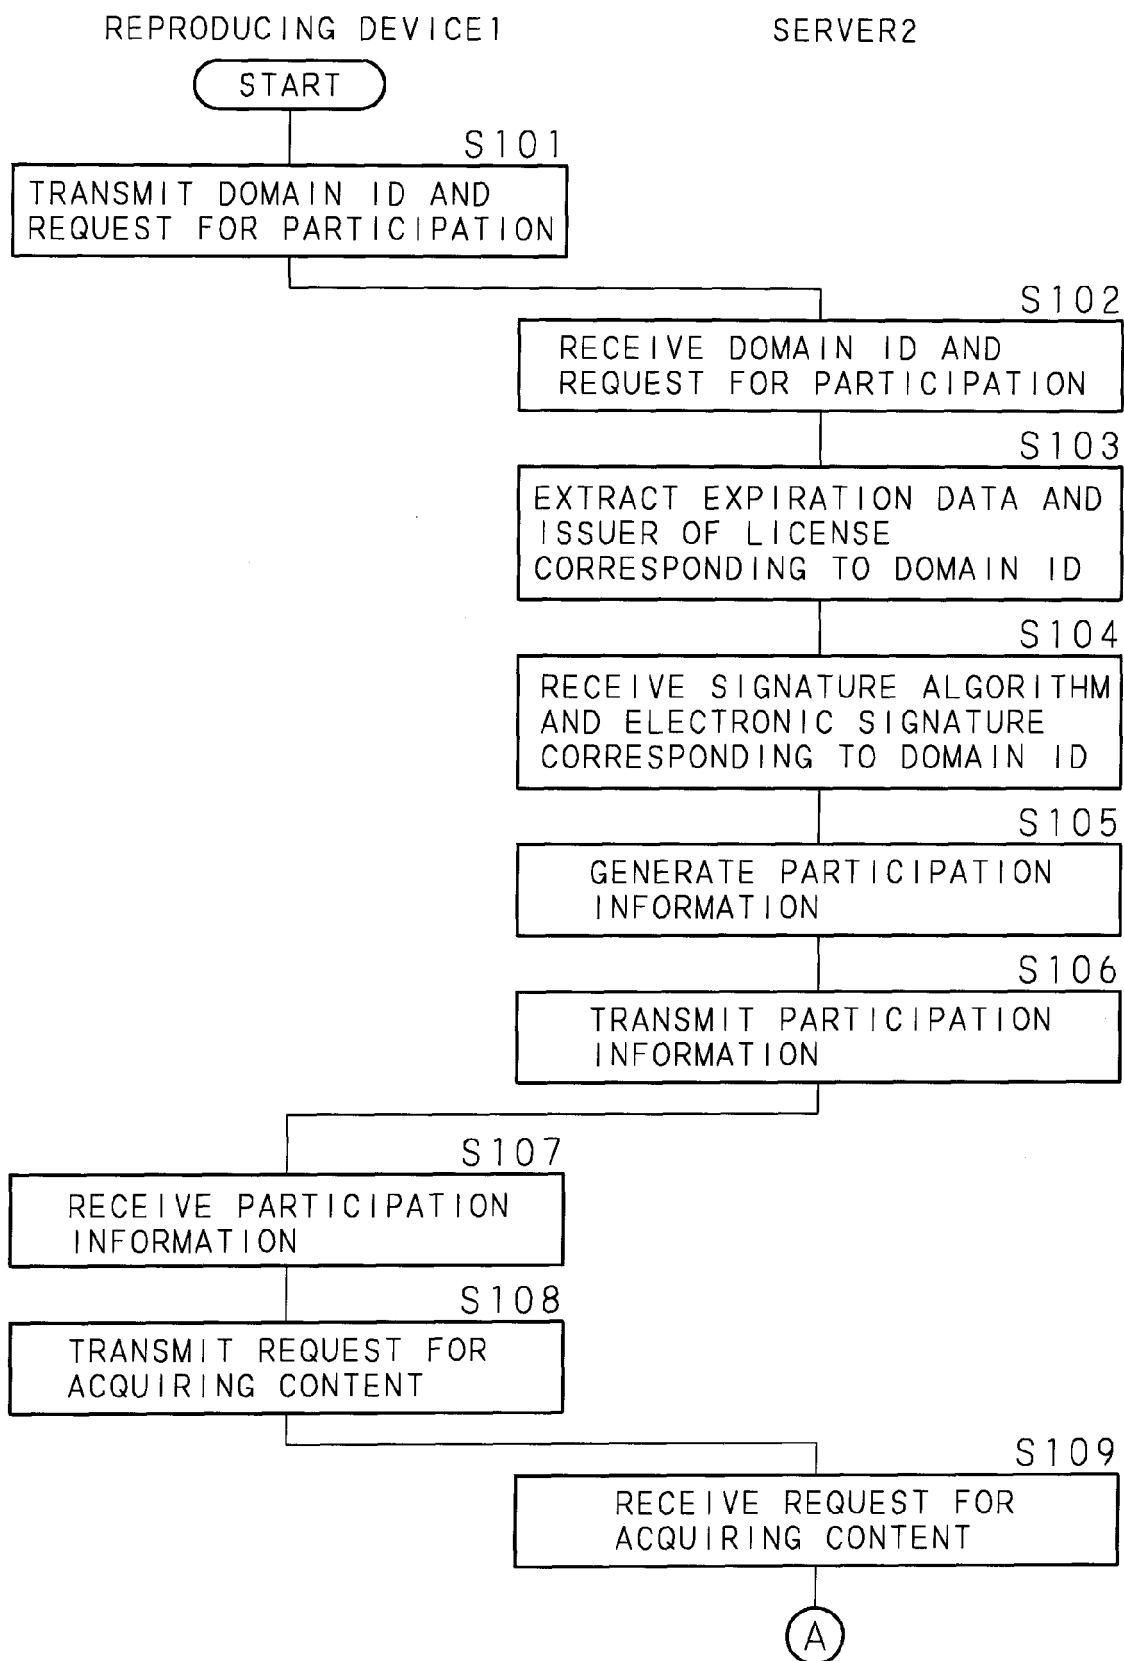 REPRODUCING DEVICE1
SERVER2
START
S101
TRANSMIT DOMAIN ID AND
REQUEST FOR PARTICIPATION
S102
RECEIVE DOMAIN ID AND
REQUEST FOR PARTICIPATION
S103
EXTRACT EXPIRATION DATA AND
ISSUER OF LICENSE
CORRESPONDING TO DOMAIN ID
S104
RECEIVE SIGNATURE ALGORITHM
AND ELECTRONIC SIGNATURE
CORRESPONDING TO DOMAIN ID
S105
GENERATE PARTICIPATION
INFORMATION
S106
TRANSMIT PARTICIPATION
INFORMATION
S107
RECEIVE PARTICIPATION
INFORMATION
S108
TRANSMIT REQUEST FOR
ACQUIRING CONTENT
S109
RECEIVE REQUEST FOR
ACQUIRING CONTENT
A